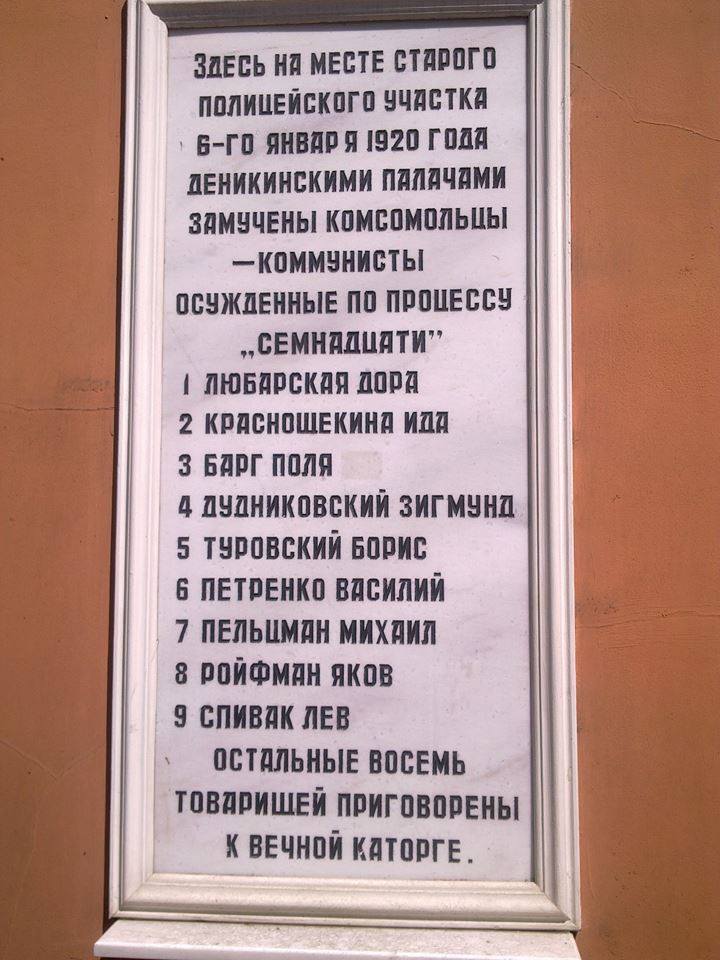 ЗДЕСЬ НА МЕСТЕ СТАРОГО
ПОЛИЦЕЙСКОГО УЧАСТКА
6-ГО ЯНВАРЯ 1920 ГОДА
ДЕНИКИНСКИМИ ПАЛАЧАМИ
ЗАМУЧЕНЫ КОМСОМОЛЬЦЫ
—КОММУНИСТЫ
ОСУЖДЕННЫЕ ПО ПРОЦЕССУ
„СЕМНАДЦАТИ”
1 ЛЮБАРСКАЯ ДОРА
2 КРАСНОЩЕКИНА ИДА
3 БАРГ ПОЛЯ
4 ДУДНИКОВСКИЙ ЗИГМУНД
5 ТУРОВСКИЙ БОРИС
6 ПЕТРЕНКО ВАСИЛИЙ
7 ПЕЛЬЦМАН МИХАИЛ
8 РОЙФМАН ЯКОВ
9 СПИВАК ЛЕВ
ОСТАЛЬНЫЕ ВОСЕМЬ
ТОВАРИЩЕЙ ПРИГОВОРЕНЫ
К ВЕЧНОЙ КАТОРГЕ.